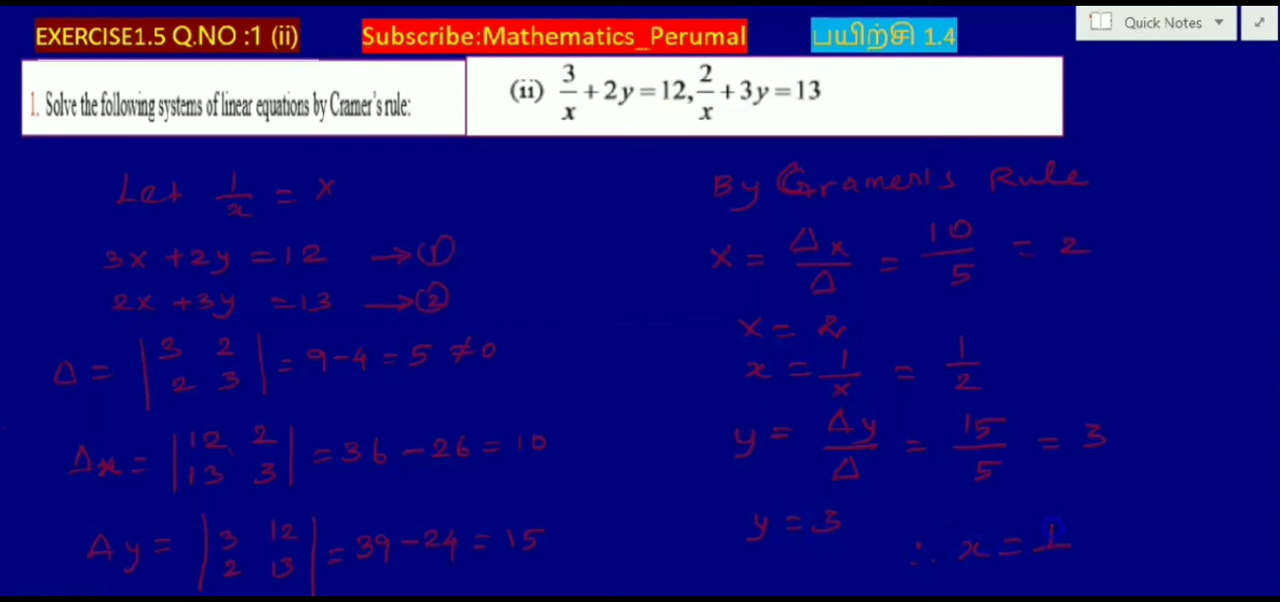 EXERCISE1.5 Q.NO :1 (ii)
Subscribe:Mathematics_Perumal
பயிற்சி 1.4
Quick Notes
1. Solve the following systems of linear equations by Cramer's rule:
(ii) 3/x + 2y = 12, 2/x + 3y = 13
Let 1/x = X
3x + 2y = 12 → ①
2x + 3y = 13 → ②
Δ = | 3 2 | = 9 - 4 = 5 ≠ 0
| 2 3 |
Δx = | 12 2 | = 36 - 26 = 10
| 13 3 |
Δy = | 3 12 | = 39 - 24 = 15
| 2 13 |
By Gramer's Rule
X = Δx/Δ = 10/5 = 2
X = 2
x = 1/X = 1/2
y = Δy/Δ = 15/5 = 3
y = 3
∴ x = 1